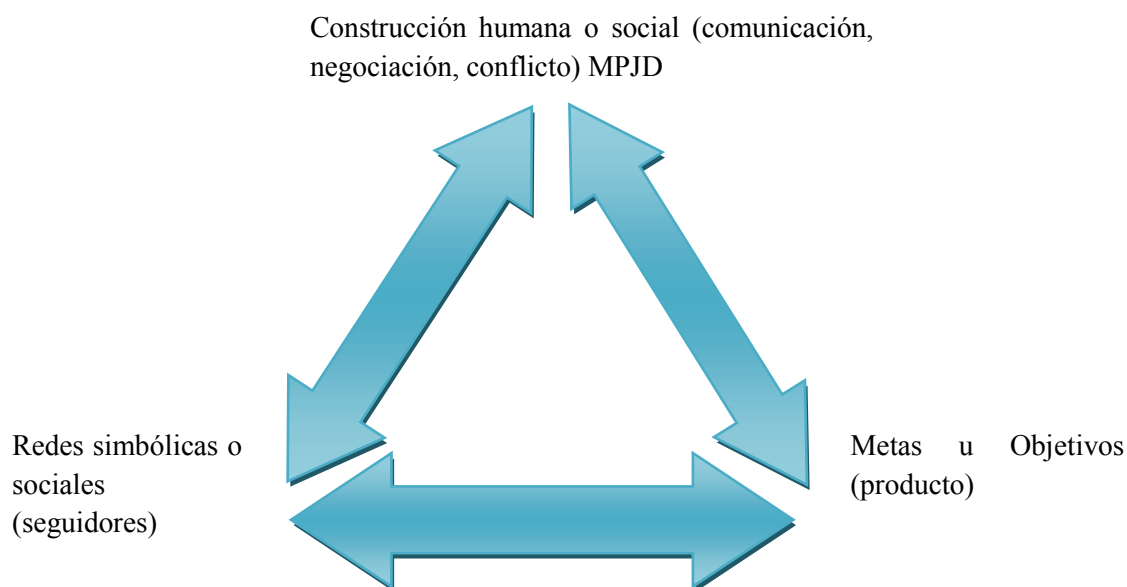 Construcción humana o social (comunicación,
negociación, conflicto) MPJD
Redes simbólicas o
sociales
(seguidores)
Metas u Objetivos
(producto)